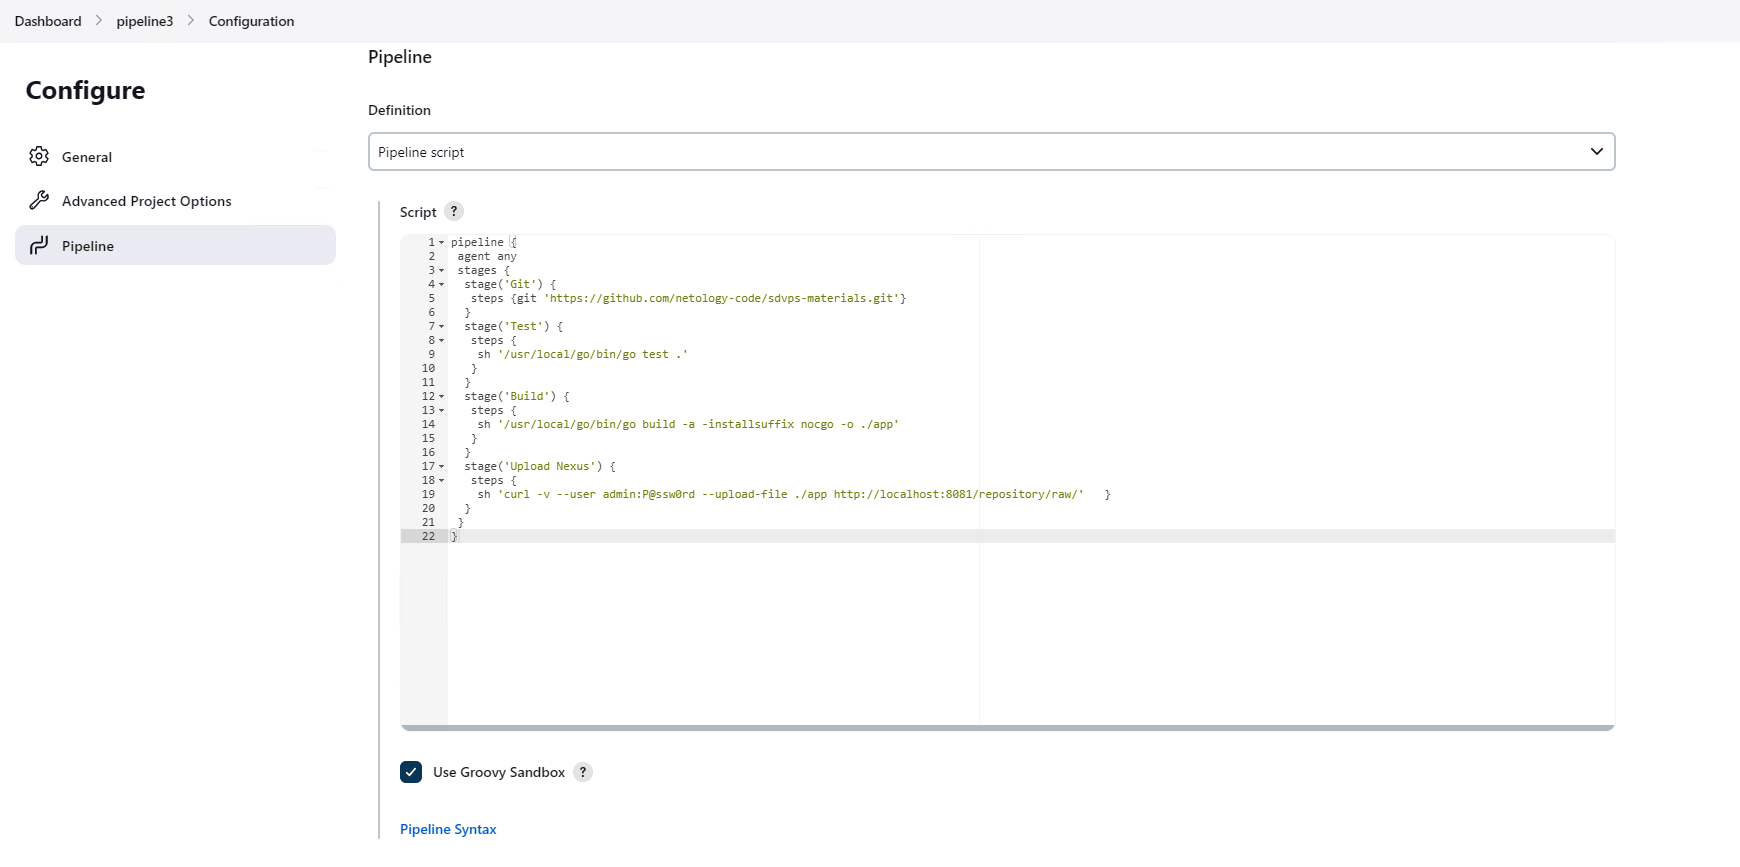 Dashboard > pipeline3 > Configuration
Configure
General
Advanced Project Options
Pipeline
Pipeline
Definition
Pipeline script
Script ?
1 pipeline {
2  agent any
3  stages {
4   stage('Git') {
5    steps {git 'https://github.com/netology-code/sdvps-materials.git'}
6   }
7   stage('Test') {
8    steps {
9     sh '/usr/local/go/bin/go test .'
10    }
11   }
12   stage('Build') {
13    steps {
14     sh '/usr/local/go/bin/go build -a -installsuffix nocgo -o ./app'
15    }
16   }
17   stage('Upload Nexus') {
18    steps {
19     sh 'curl -v --user admin:P@ssw0rd --upload-file ./app http://localhost:8081/repository/raw/'   }
20   }
21  }
22 }
Use Groovy Sandbox ?
Pipeline Syntax